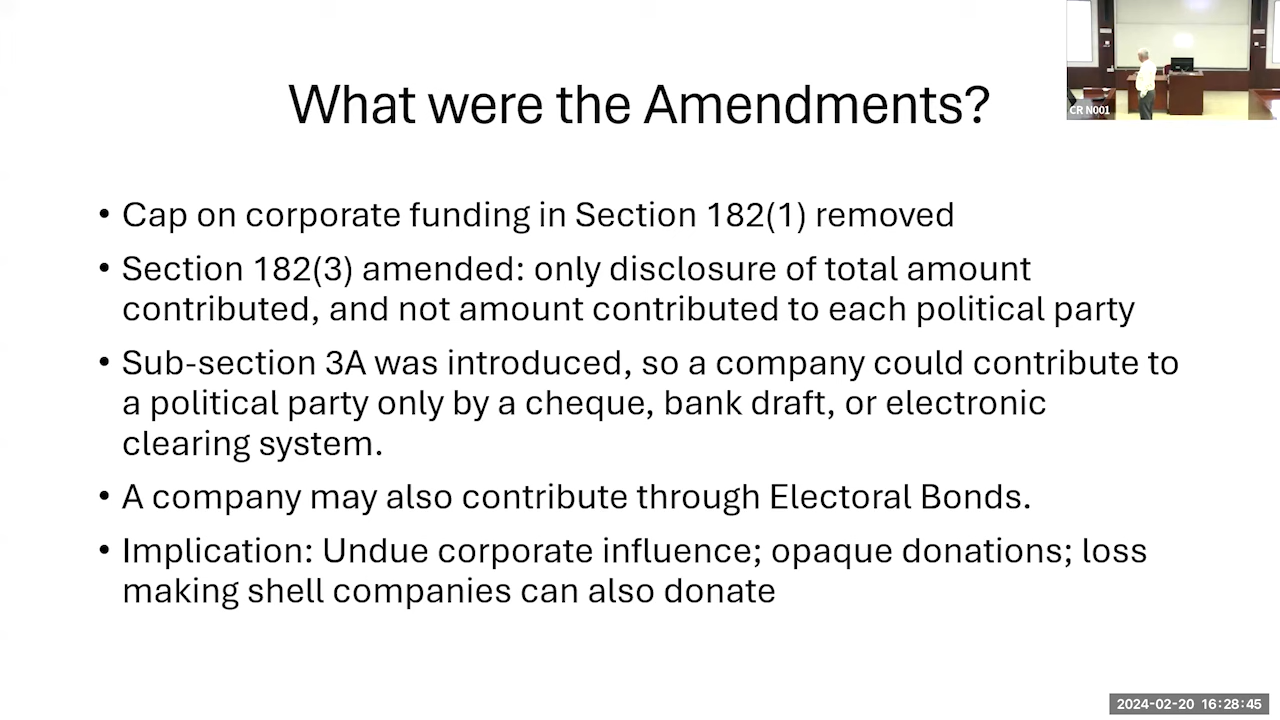 What were the Amendments?
CR N001
• Cap on corporate funding in Section 182(1) removed
• Section 182(3) amended: only disclosure of total amount
contributed, and not amount contributed to each political party
• Sub-section 3A was introduced, so a company could contribute to
a political party only by a cheque, bank draft, or electronic
clearing system.
• A company may also contribute through Electoral Bonds.
• Implication: Undue corporate influence; opaque donations; loss
making shell companies can also donate
2024-02-20 16:28:45